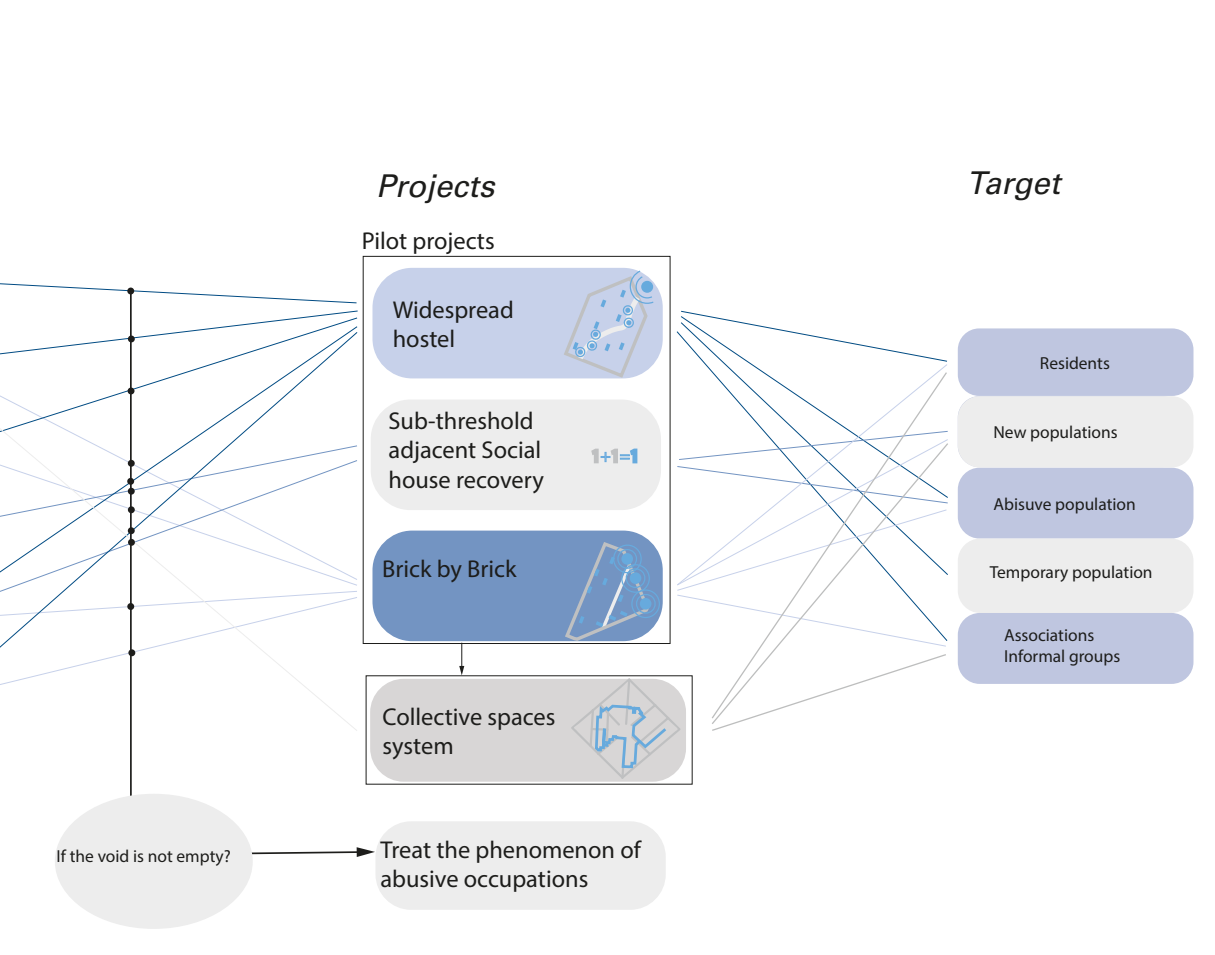 Projects
Target
Pilot projects
Widespread
hostel
Sub-threshold
adjacent Social
house recovery
1+1=1
Brick by Brick
Collective spaces
system
Residents
New populations
Abisuve population
Temporary population
Associations
Informal groups
If the void is not empty?
Treat the phenomenon of
abusive occupations